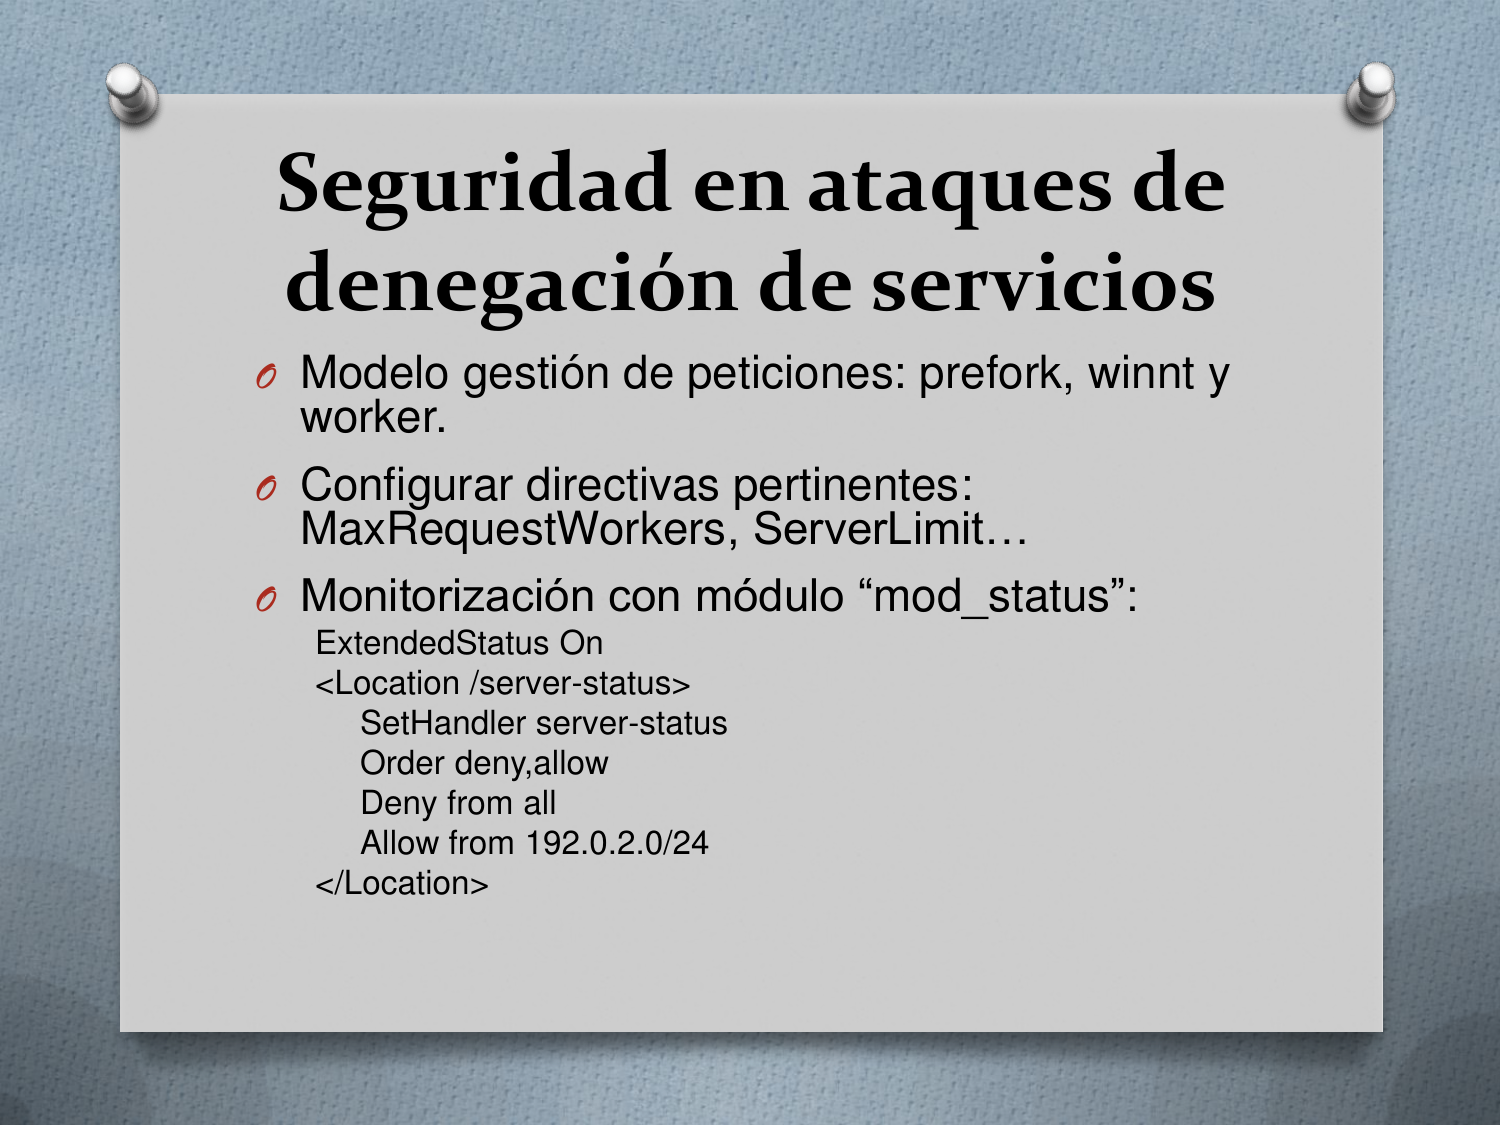 Seguridad en ataques de
denegación de servicios
Modelo gestión de peticiones: prefork, winnt y
worker.
Configurar directivas pertinentes:
MaxRequestWorkers, ServerLimit…
Monitorización con módulo “mod_status”:
ExtendedStatus On
<Location /server-status>
SetHandler server-status
Order deny,allow
Deny from all
Allow from 192.0.2.0/24
</Location>